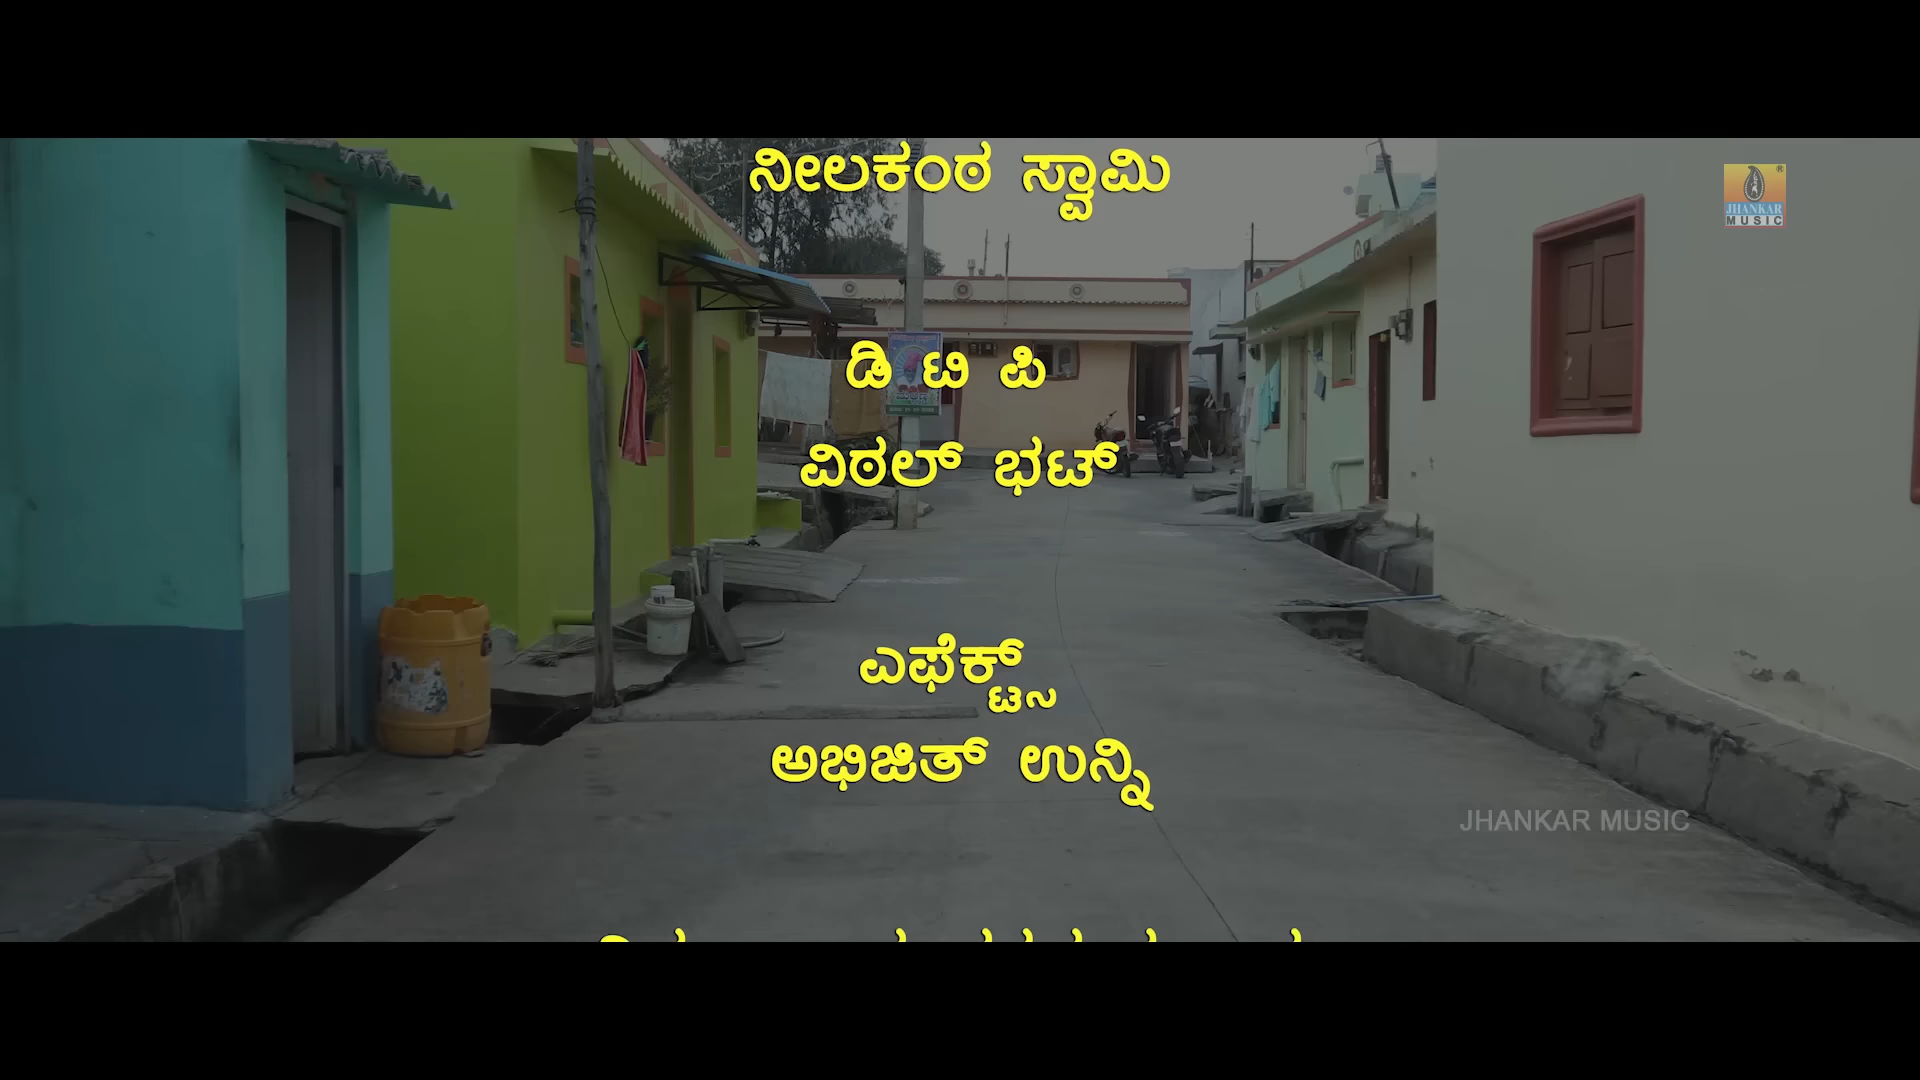 ನೀಲಕಂಠ ಸ್ವಾಮಿ
JHANKAR
MUSIC
ಡಿ ಟಿ ಪಿ
ವಿಠಲ್ ಭಟ್
ಎಫೆಕ್ಟ್ಸ್
ಅಭಿಜಿತ್ ಉನ್ನಿ
JHANKAR MUSIC